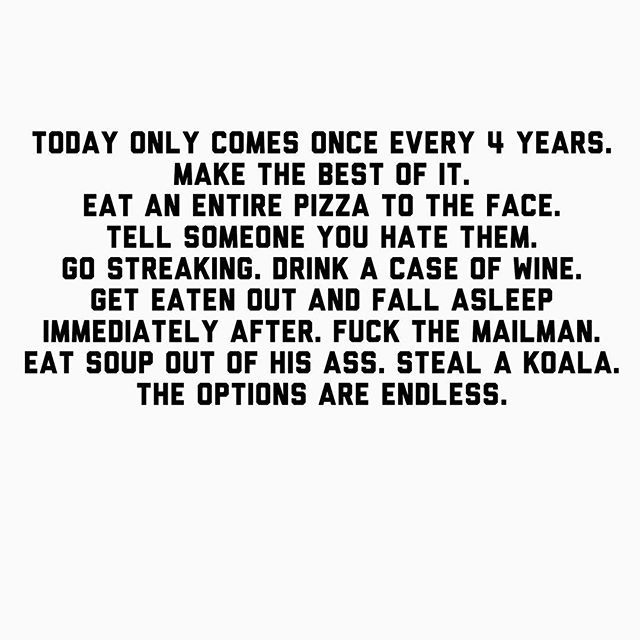 TODAY ONLY COMES ONCE EVERY 4 YEARS.
MAKE THE BEST OF IT.
EAT AN ENTIRE PIZZA TO THE FACE.
TELL SOMEONE YOU HATE THEM.
GO STREAKING. DRINK A CASE OF WINE.
GET EATEN OUT AND FALL ASLEEP
IMMEDIATELY AFTER. FUCK THE MAILMAN.
EAT SOUP OUT OF HIS ASS. STEAL A KOALA.
THE OPTIONS ARE ENDLESS.